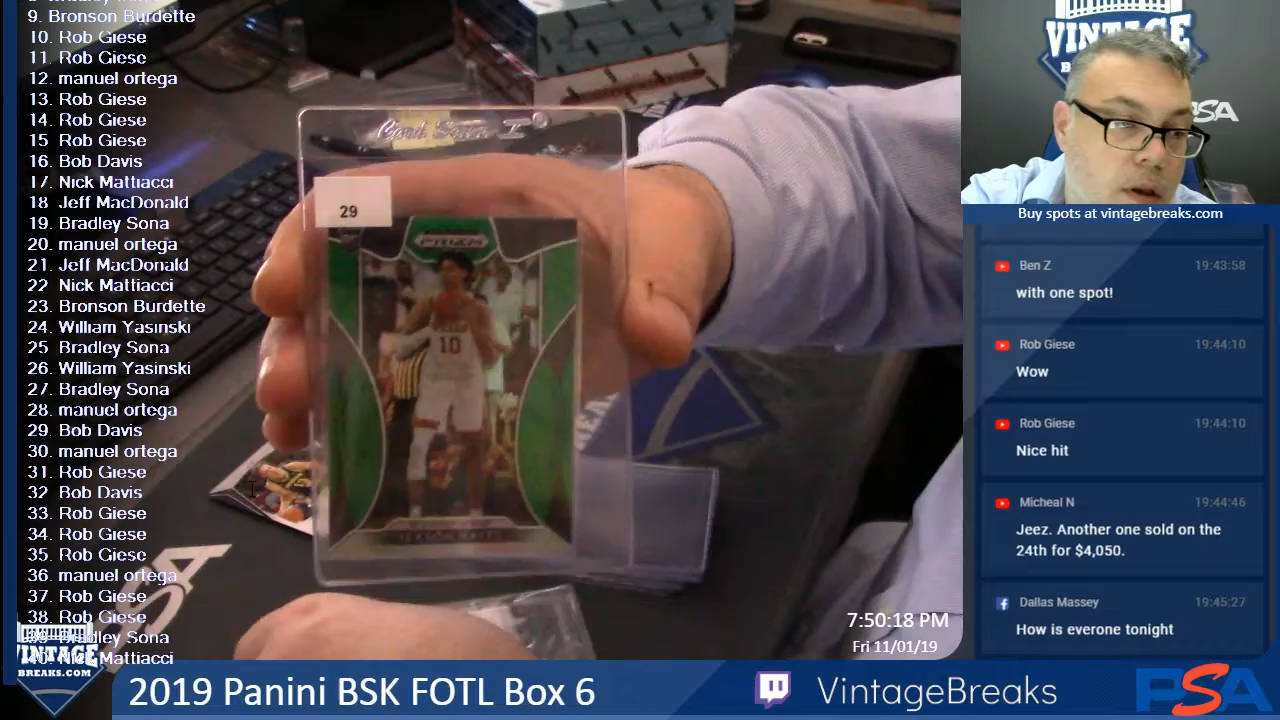 9. Bronson Burdette
10. Rob Giese
11. Rob Giese
12. manuel ortega
13. Rob Giese
14. Rob Giese
15 Rob Giese
16. Bob Davis
17. Nick Mattiacci
18 Jeff MacDonald
19. Bradley Sona
20. manuel ortega
21. Jeff MacDonald
22 Nick Mattiacci
23. Bronson Burdette
24. William Yasinski
25 Bradley Sona
26. William Yasinski
27. Bradley Sona
28. manuel ortega
29. Bob Davis
30. manuel ortega
31. Rob Giese
32 Bob Davis
33. Rob Giese
34. Rob Giese
35. Rob Giese
36. manuel ortega
37. Rob Giese
38. Rob Giese
Bradley Sona
Mattiacci
VINTAGE
BREAKS.COM
Card Saver I
29
PRIZM
10
PSA
VINTAGE
PSA
Buy spots at vintagebreaks.com
Ben Z 19:43:58
with one spot!
Rob Giese 19:44:10
Wow
Rob Giese 19:44:10
Nice hit
Micheal N 19:44:46
Jeez. Another one sold on the
24th for $4,050.
Dallas Massey 19:45:27
How is everone tonight
7:50:18 PM
Fri 11/01/19
2019 Panini BSK FOTL Box 6
VintageBreaks
PSA